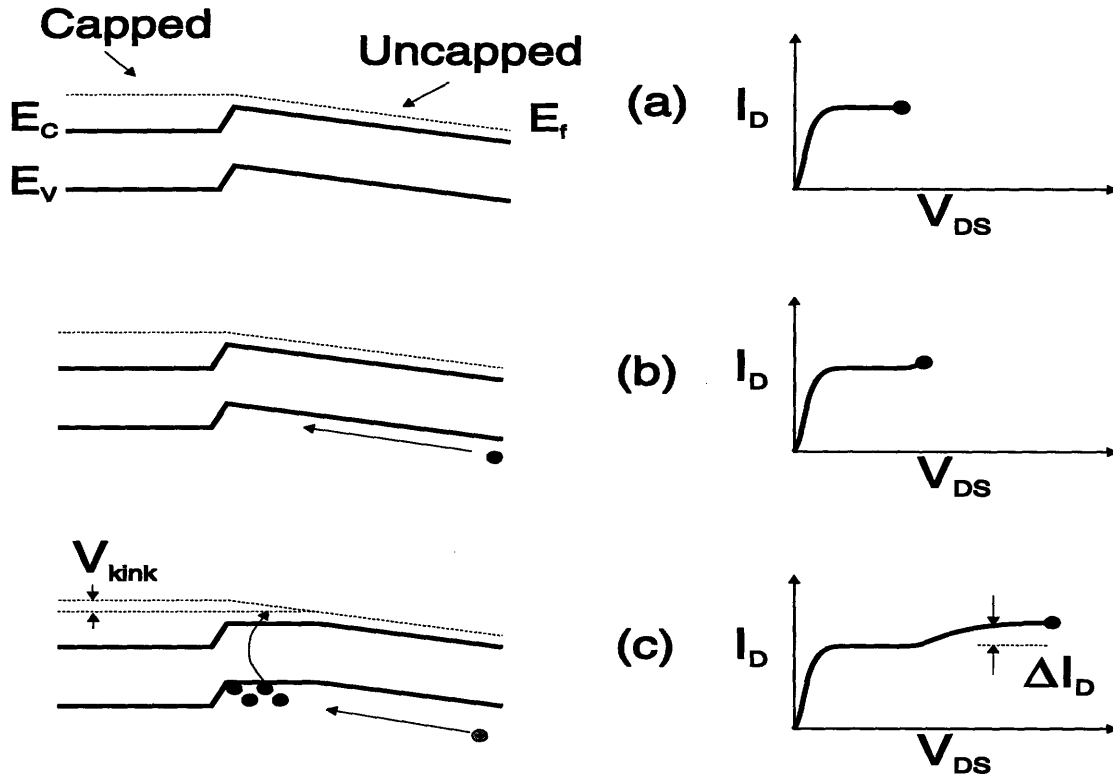 Capped
Uncapped
E_C
E_f
E_V
(a)
I_D
V_DS
(b)
I_D
V_DS
V_kink
(c)
I_D
ΔI_D
V_DS